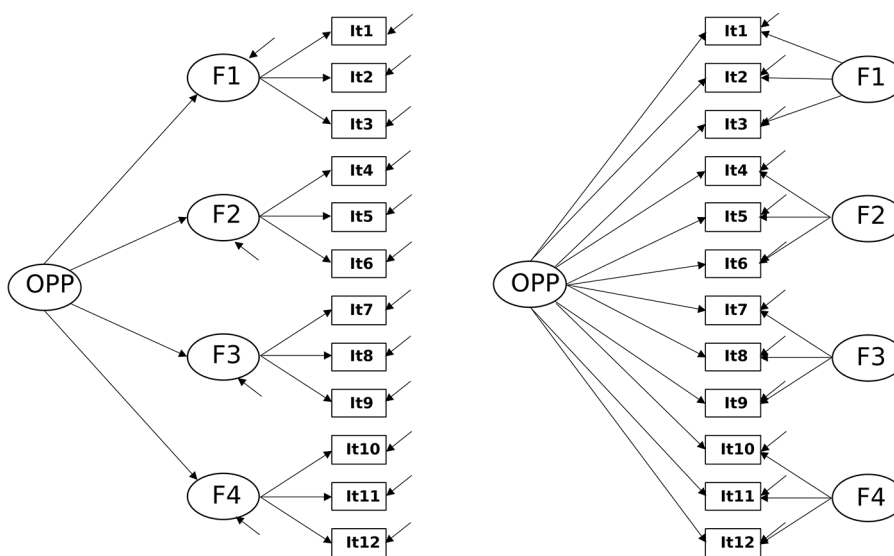 It1
F1
It2
It3
It4
F2
It5
It6
OPP
It7
F3
It8
It9
It10
F4
It11
It12
It1
It2
F1
It3
It4
It5
F2
It6
OPP
It7
It8
F3
It9
It10
It11
F4
It12